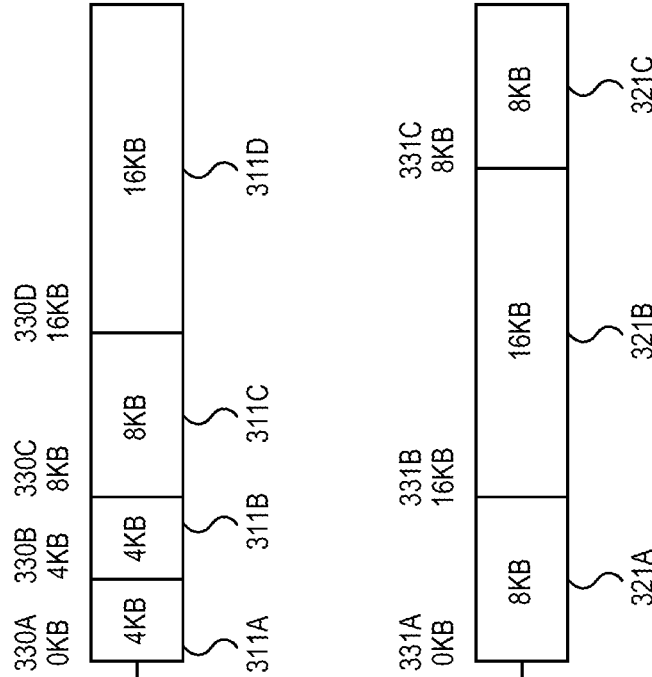 330A
0KB
330B
4KB
330C
8KB
330D
16KB
4KB
4KB
8KB
16KB
311A
311B
311C
311D
331A
0KB
331B
16KB
331C
8KB
8KB
16KB
8KB
321A
321B
321C